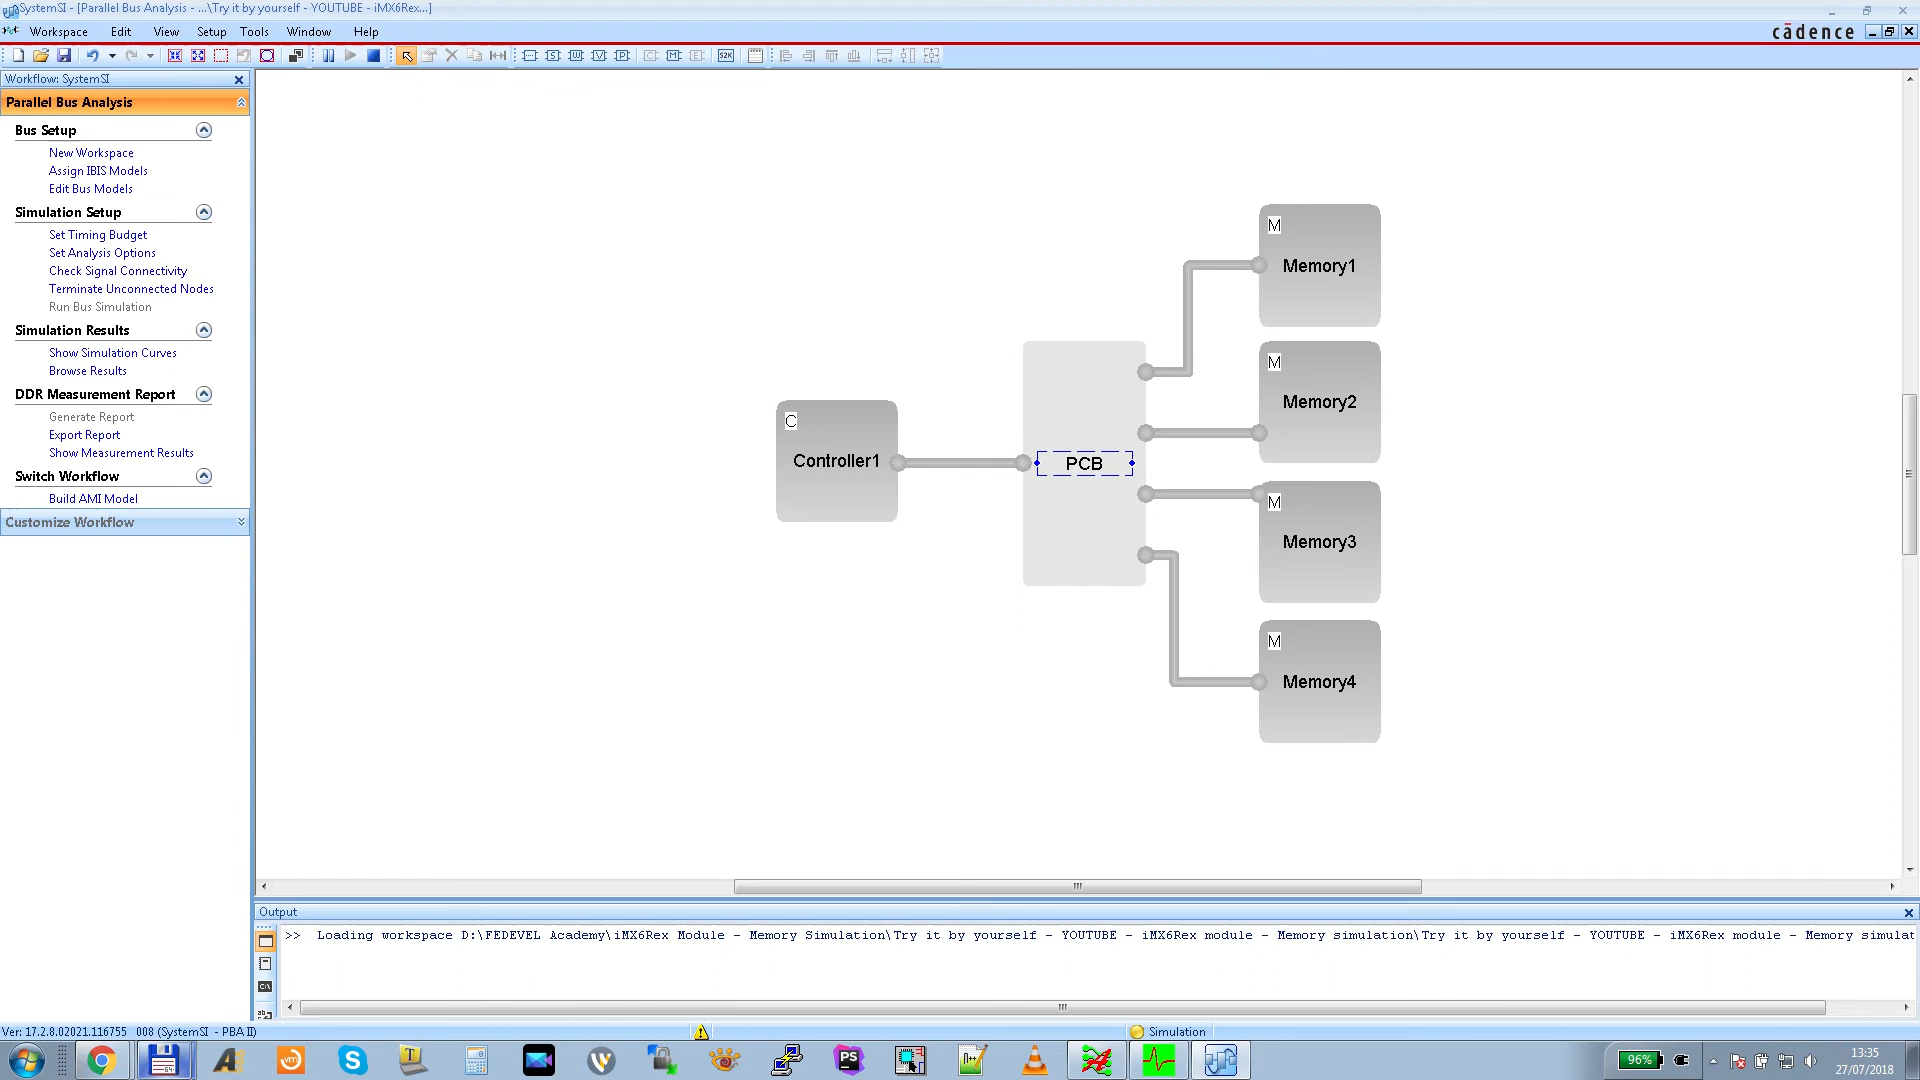 SystemSI - [Parallel Bus Analysis - ...\Try it by yourself - YOUTUBE - iMX6Rex...]
Workspace Edit View Setup Tools Window Help
cādence
Workflow: SystemSI
Parallel Bus Analysis
Bus Setup
New Workspace
Assign IBIS Models
Edit Bus Models
Simulation Setup
Set Timing Budget
Set Analysis Options
Check Signal Connectivity
Terminate Unconnected Nodes
Run Bus Simulation
Simulation Results
Show Simulation Curves
Browse Results
DDR Measurement Report
Generate Report
Export Report
Show Measurement Results
Switch Workflow
Build AMI Model
Customize Workflow
C
Controller1
PCB
M
Memory1
M
Memory2
M
Memory3
M
Memory4
Output
>> Loading workspace D:\FEDEVEL Academy\iMX6Rex Module - Memory Simulation\Try it by yourself - YOUTUBE - iMX6Rex module - Memory simulation\Try it by yourself - YOUTUBE - iMX6Rex module - Memory simulat
Ver: 17.2.8.02021.116755 008 (SystemSI - PBA II)
Simulation
96%
13:35
27/07/2018